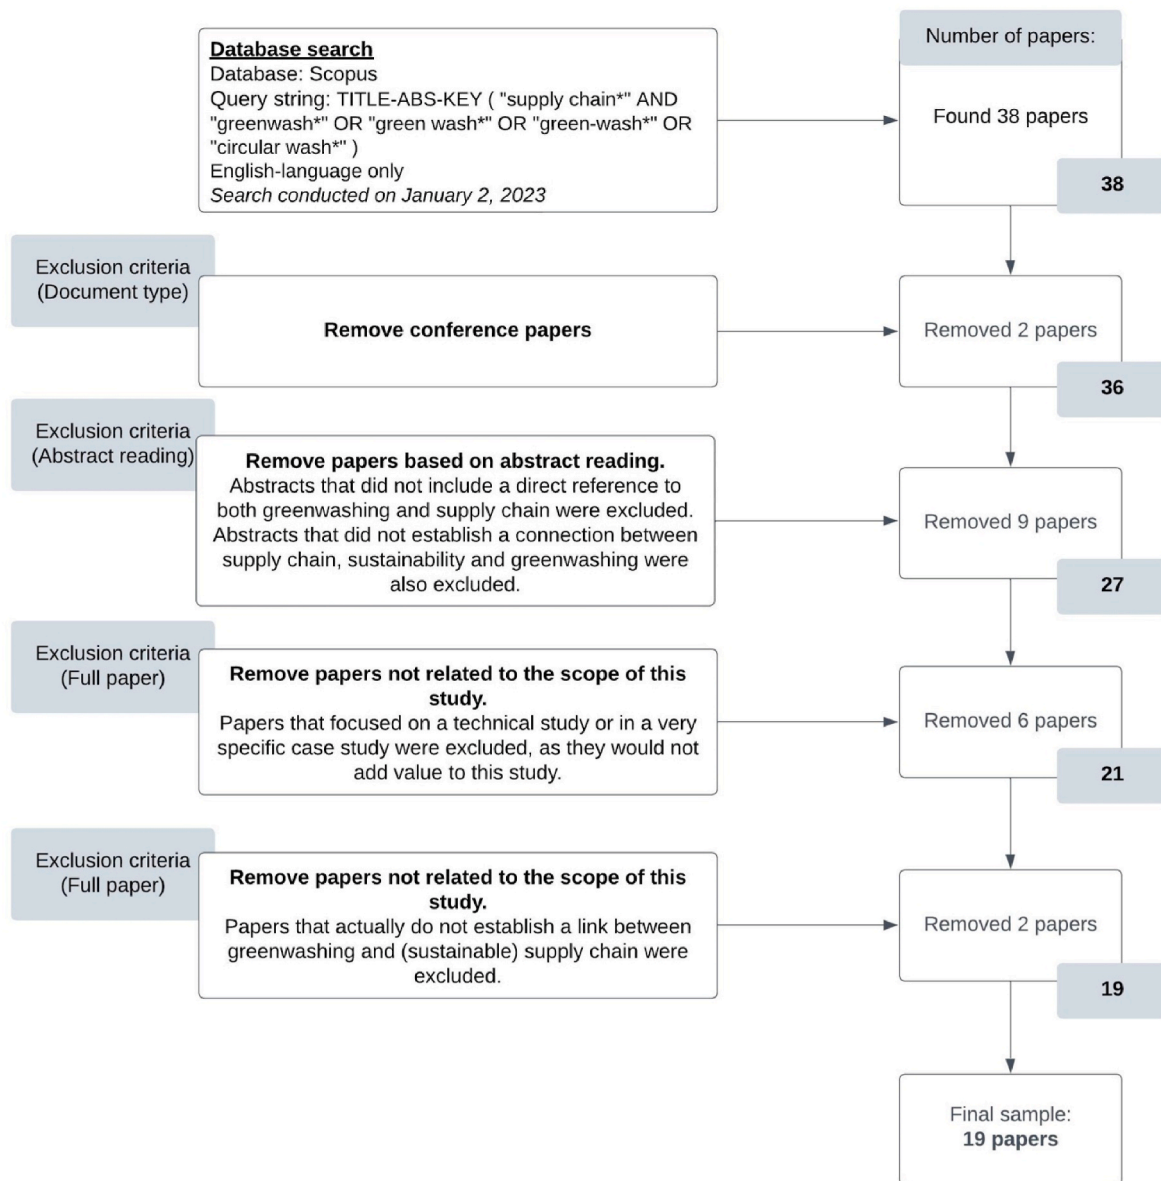 Database search
Database: Scopus
Query string: TITLE-ABS-KEY ( "supply chain*" AND
"greenwash*" OR "green wash*" OR "green-wash*" OR
"circular wash*" )
English-language only
Search conducted on January 2, 2023
Number of papers:
Found 38 papers
38
Exclusion criteria
(Document type)
Remove conference papers
Removed 2 papers
36
Exclusion criteria
(Abstract reading)
Remove papers based on abstract reading.
Abstracts that did not include a direct reference to
both greenwashing and supply chain were excluded.
Abstracts that did not establish a connection between
supply chain, sustainability and greenwashing were
also excluded.
Removed 9 papers
27
Exclusion criteria
(Full paper)
Remove papers not related to the scope of this
study.
Papers that focused on a technical study or in a very
specific case study were excluded, as they would not
add value to this study.
Removed 6 papers
21
Exclusion criteria
(Full paper)
Remove papers not related to the scope of this
study.
Papers that actually do not establish a link between
greenwashing and (sustainable) supply chain were
excluded.
Removed 2 papers
19
Final sample:
19 papers